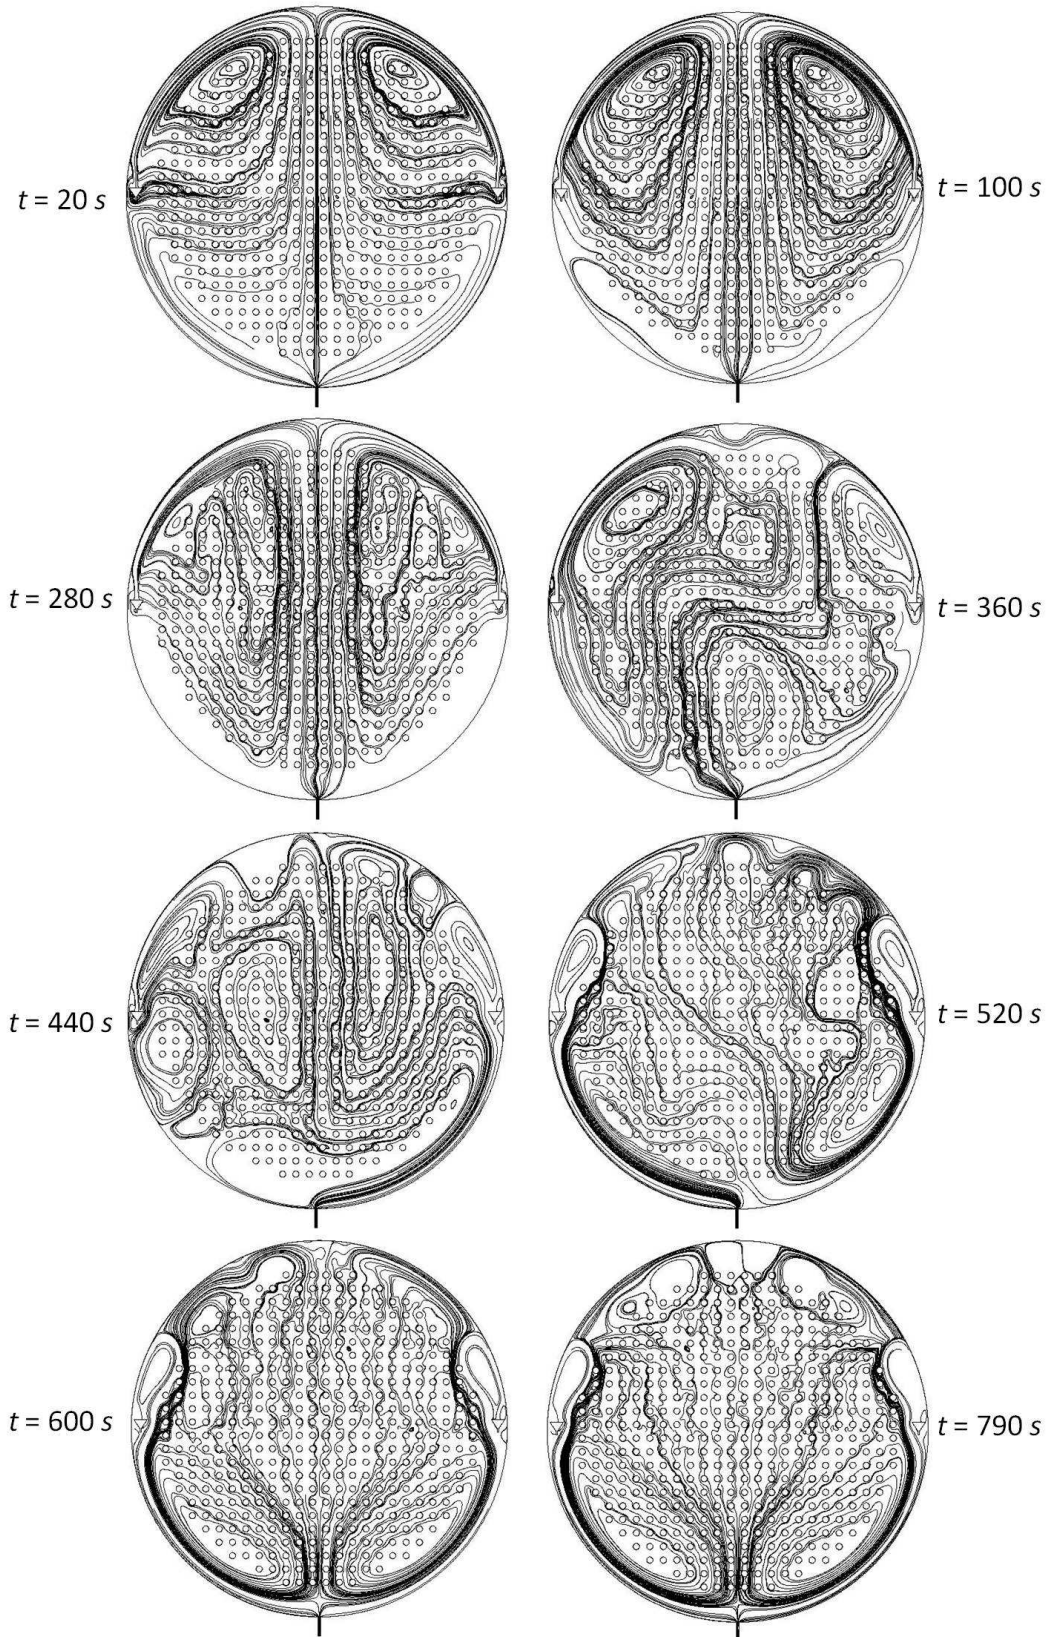 t = 20 s
t = 100 s
t = 280 s
t = 360 s
t = 440 s
t = 520 s
t = 600 s
t = 790 s